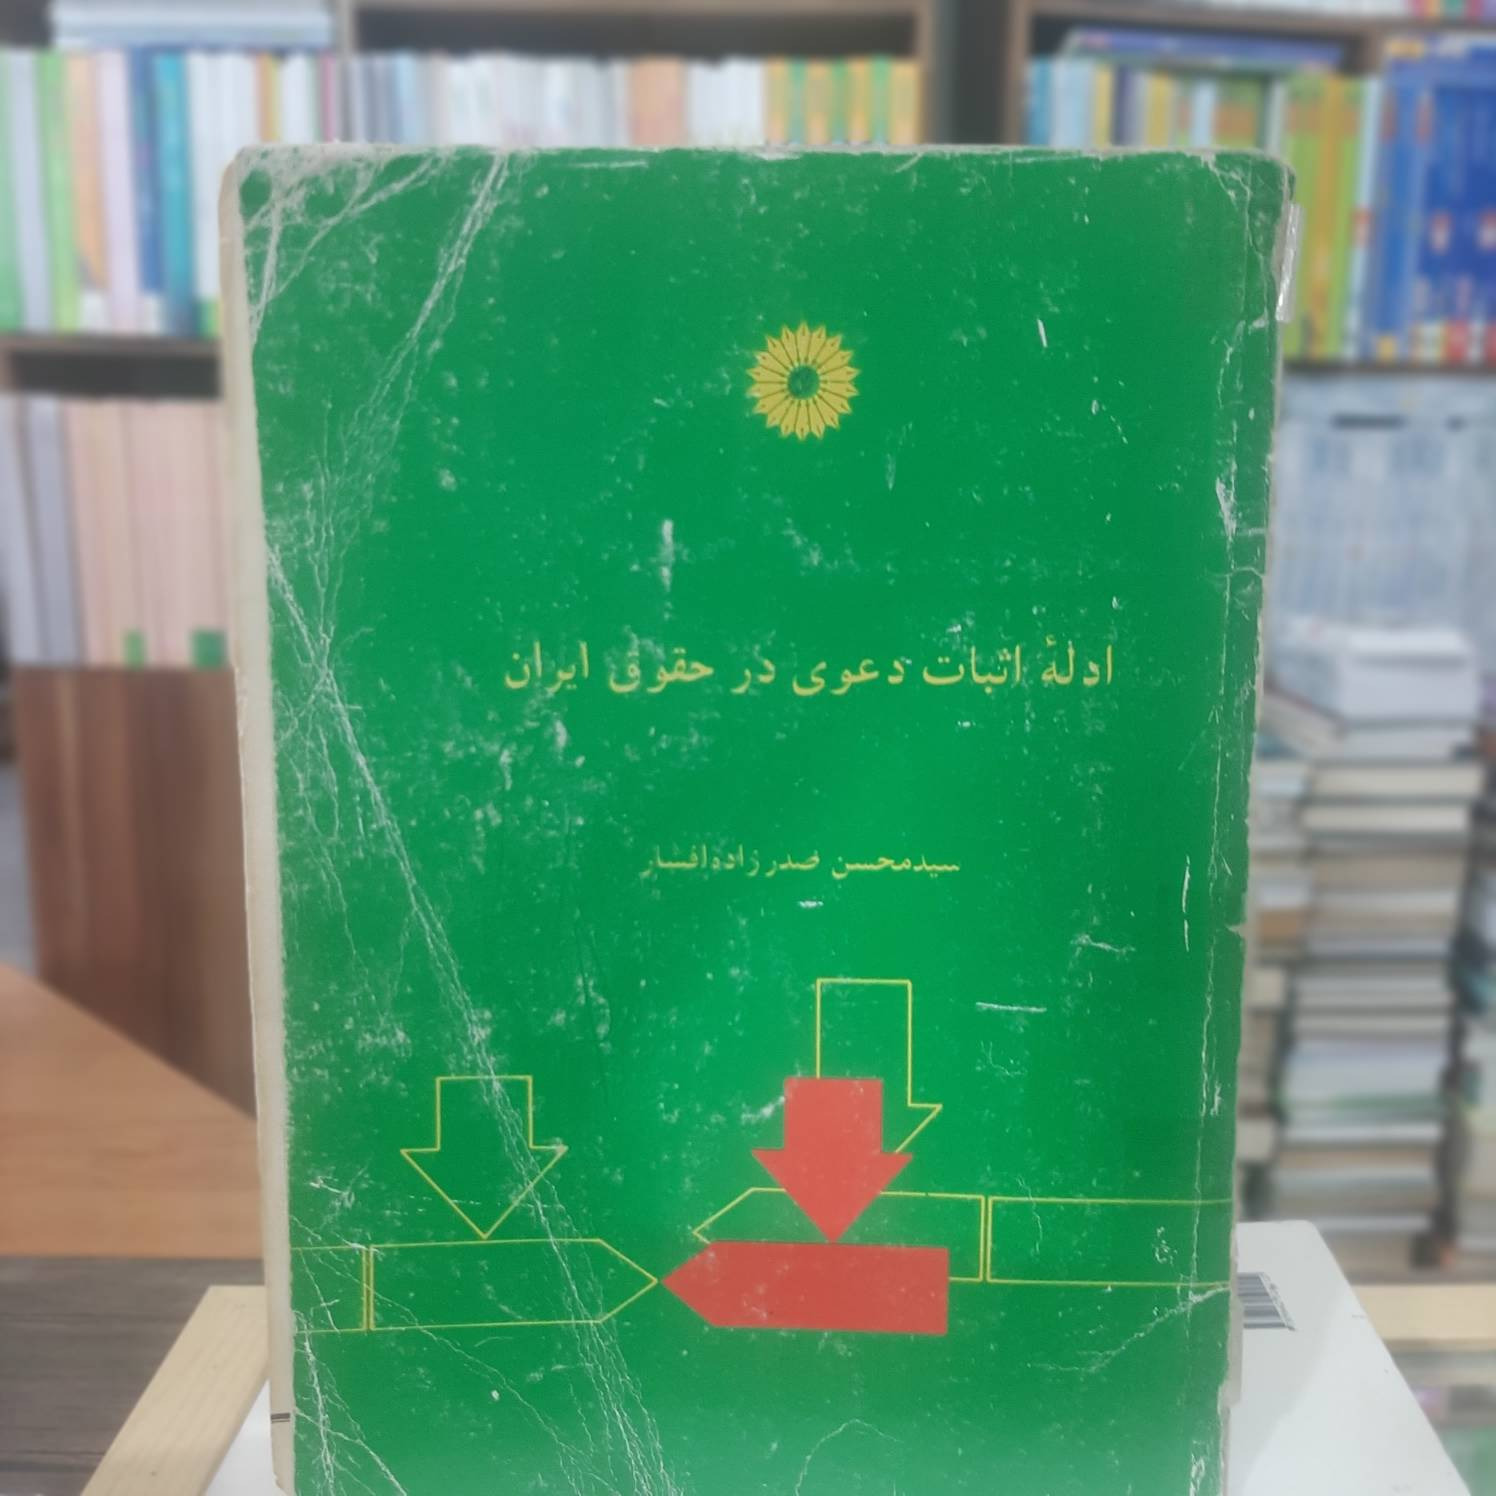 ادلهٔ اثبات دعوی در حقوق ایران
سیدمحسن صدرزاده‌افشار